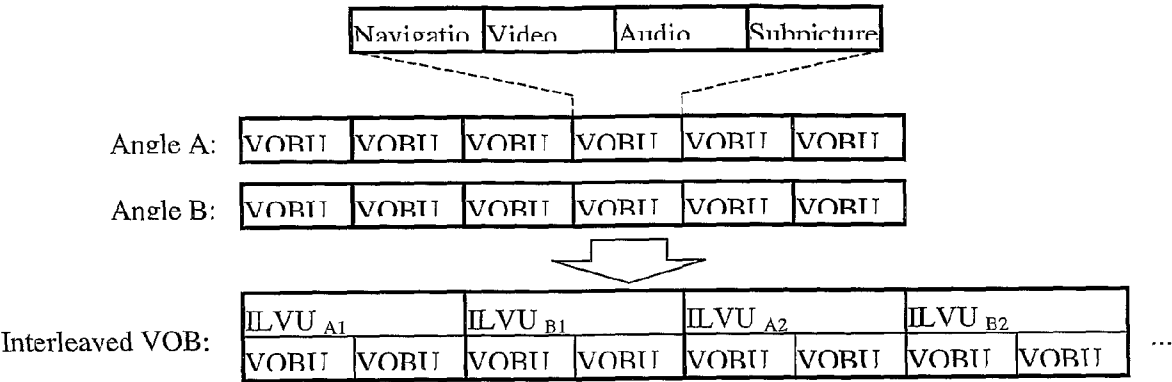 Navigatio Video Audio Subpicture
Angle A: VOBU VOBU VOBU VOBU VOBU VOBU
Angle B: VOBU VOBU VOBU VOBU VOBU VOBU
ILVU A1 ILVU B1 ILVU A2 ILVU B2
Interleaved VOB: VOBU VOBU VOBU VOBU VOBU VOBU VOBU VOBU ...